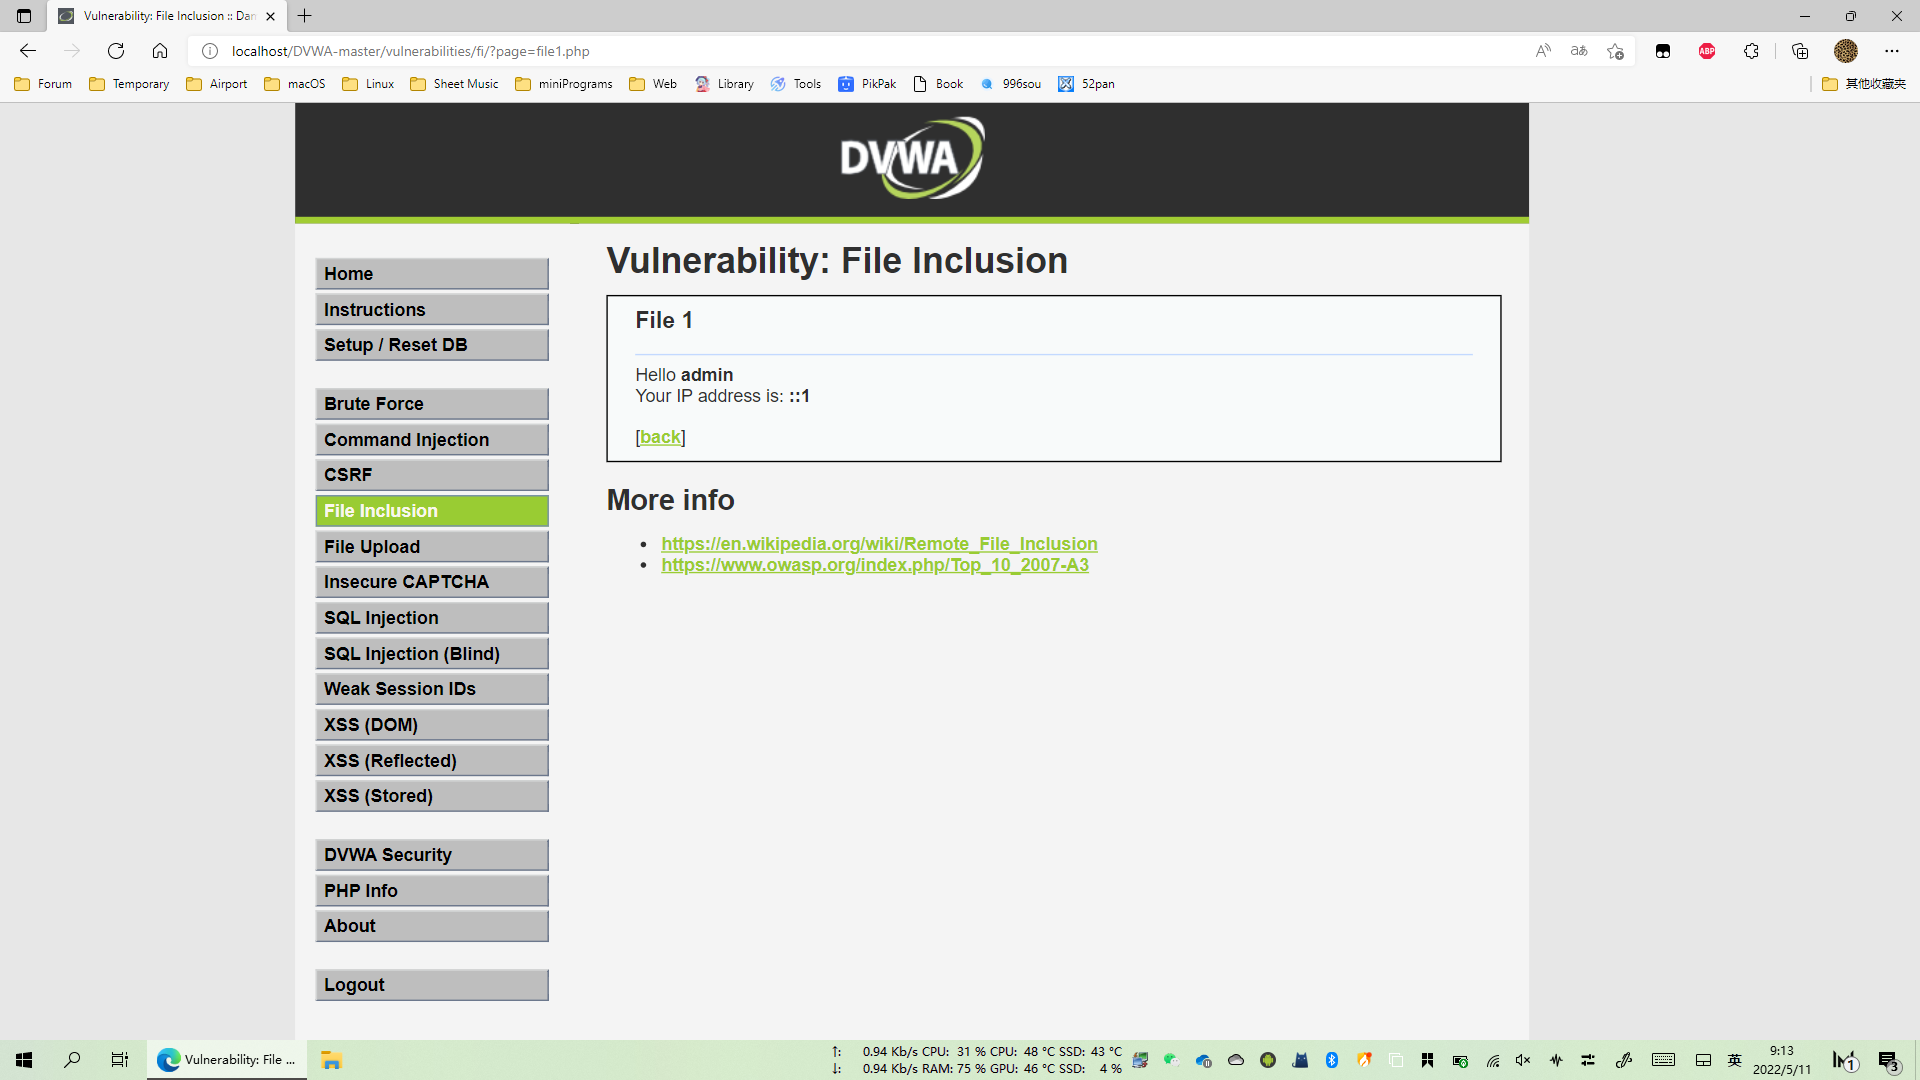 Vulnerability: File Inclusion :: Dan
localhost/DVWA-master/vulnerabilities/fi/?page=file1.php
Forum Temporary Airport macOS Linux Sheet Music miniPrograms Web Library Tools PikPak Book 996sou 52pan 其他收藏夹
DVWA
Vulnerability: File Inclusion
File 1
Hello admin
Your IP address is: ::1
[back]
More info
https://en.wikipedia.org/wiki/Remote_File_Inclusion
https://www.owasp.org/index.php/Top_10_2007-A3
Home
Instructions
Setup / Reset DB
Brute Force
Command Injection
CSRF
File Inclusion
File Upload
Insecure CAPTCHA
SQL Injection
SQL Injection (Blind)
Weak Session IDs
XSS (DOM)
XSS (Reflected)
XSS (Stored)
DVWA Security
PHP Info
About
Logout
Vulnerability: File ...
↑: 0.94 Kb/s CPU: 31 % CPU: 48 °C SSD: 43 °C
↓: 0.94 Kb/s RAM: 75 % GPU: 46 °C SSD: 4 %
英
9:13
2022/5/11
1
3
ABP
aあ